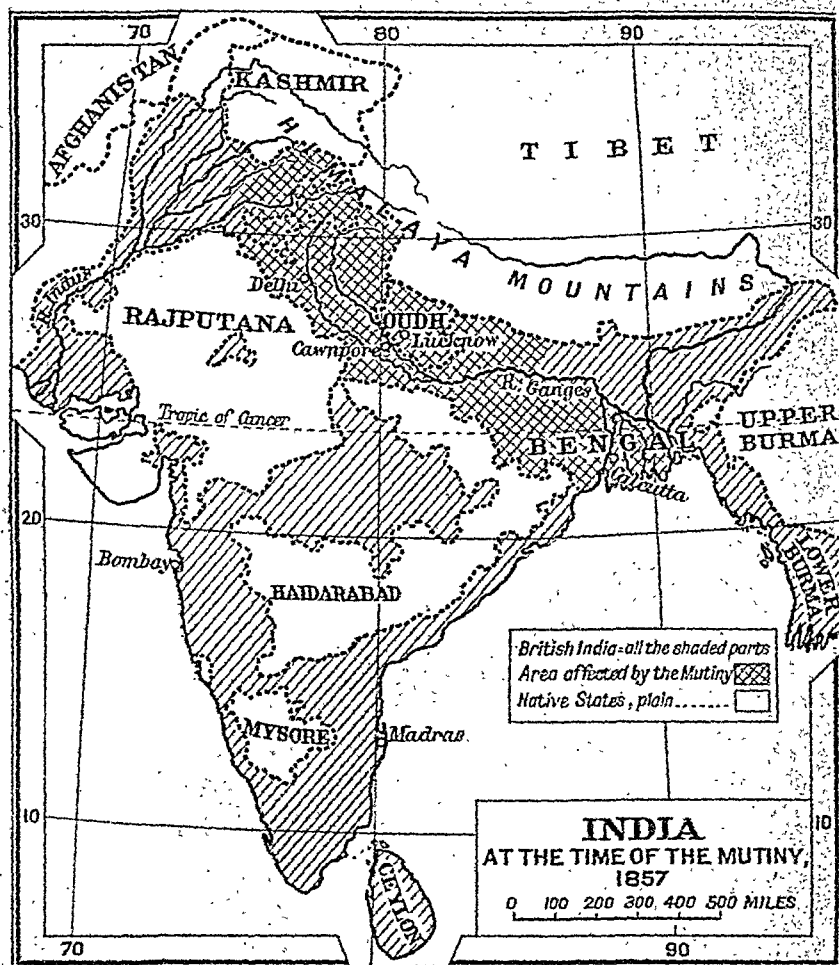 70
80
90
AFGHANISTAN
KASHMIR
TIBET
30
30
HIMALAYA
MOUNTAINS
R. Indus
Delhi
RAJPUTANA
OUDH
Lucknow
Cawnpore
R. Ganges
Tropic of Cancer
BENGAL
UPPER
BURMA
Calcutta
20
Bombay
LOWER
BURMA
HAIDARABAD
British India=all the shaded parts
Area affected by the Mutiny
Native States, plain
MYSORE
Madras
10
10
INDIA
AT THE TIME OF THE MUTINY,
1857
0 100 200 300 400 500 MILES
CEYLON
70
90